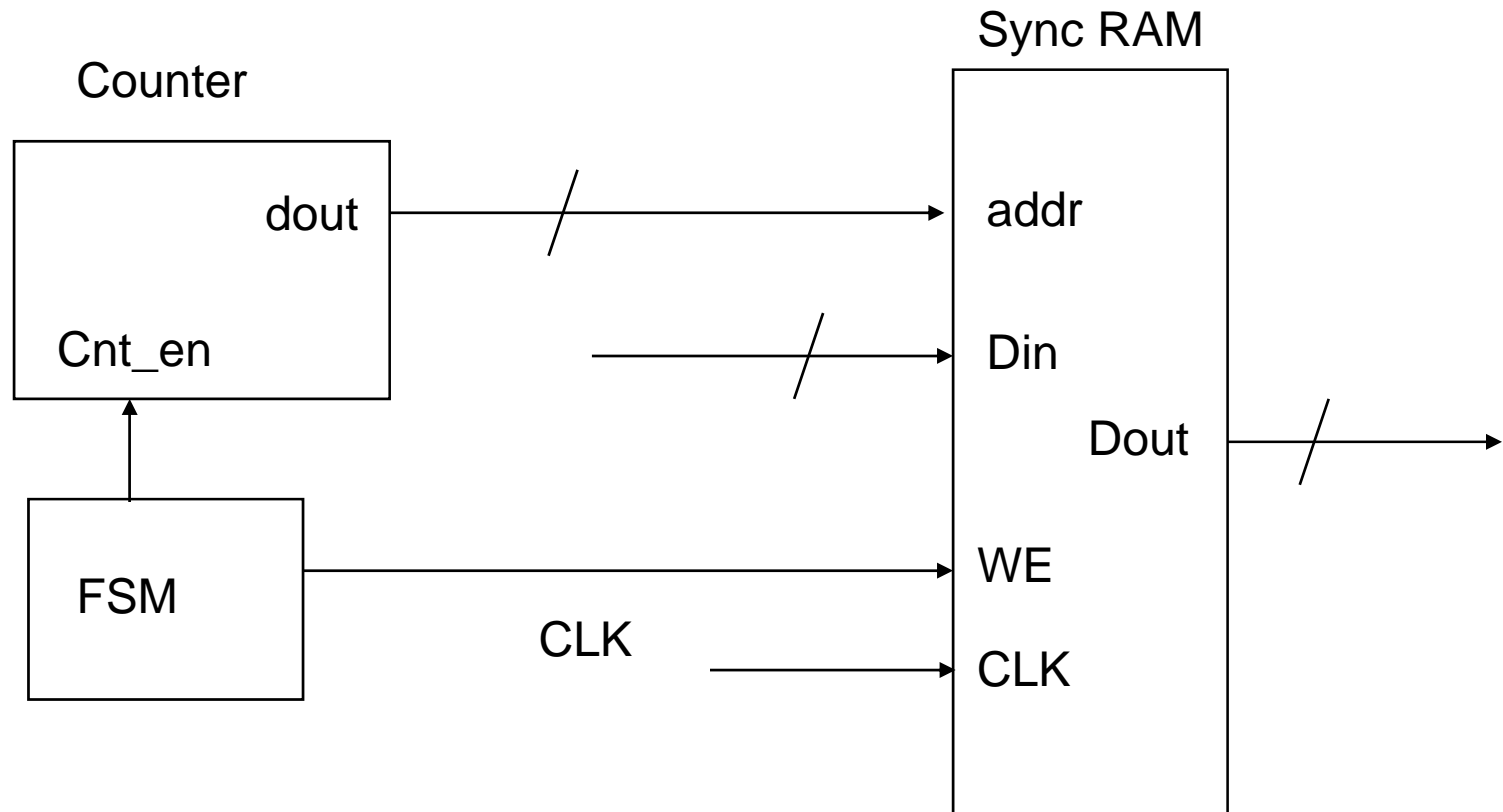 Sync RAM
Counter
dout
addr
Cnt_en
Din
Dout
FSM
WE
CLK
CLK